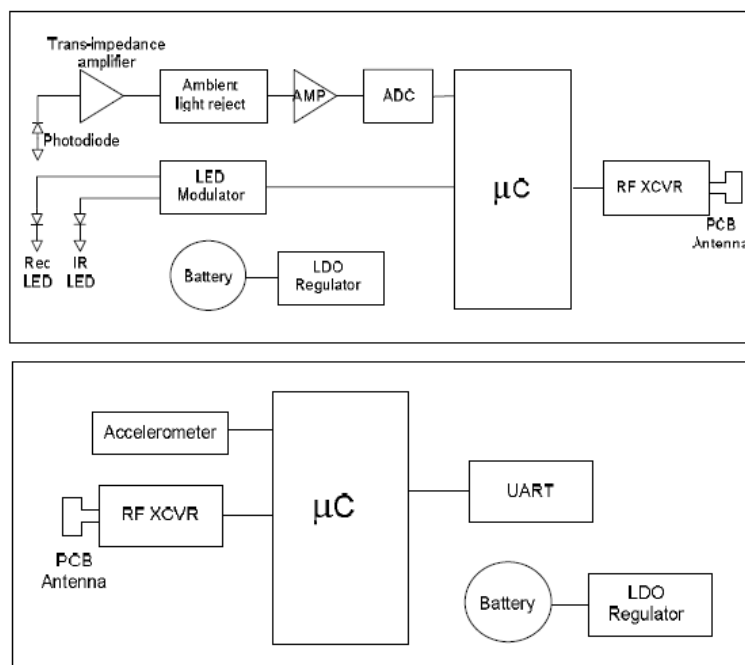 Trans-impedance
amplifier
Ambient
light reject
AMP
ADC
Photodiode
LED
Modulator
μC
RF XCVR
PCB
Antenna
Rec
LED
IR
LED
Battery
LDO
Regulator
Accelerometer
RF XCVR
PCB
Antenna
μC
UART
Battery
LDO
Regulator